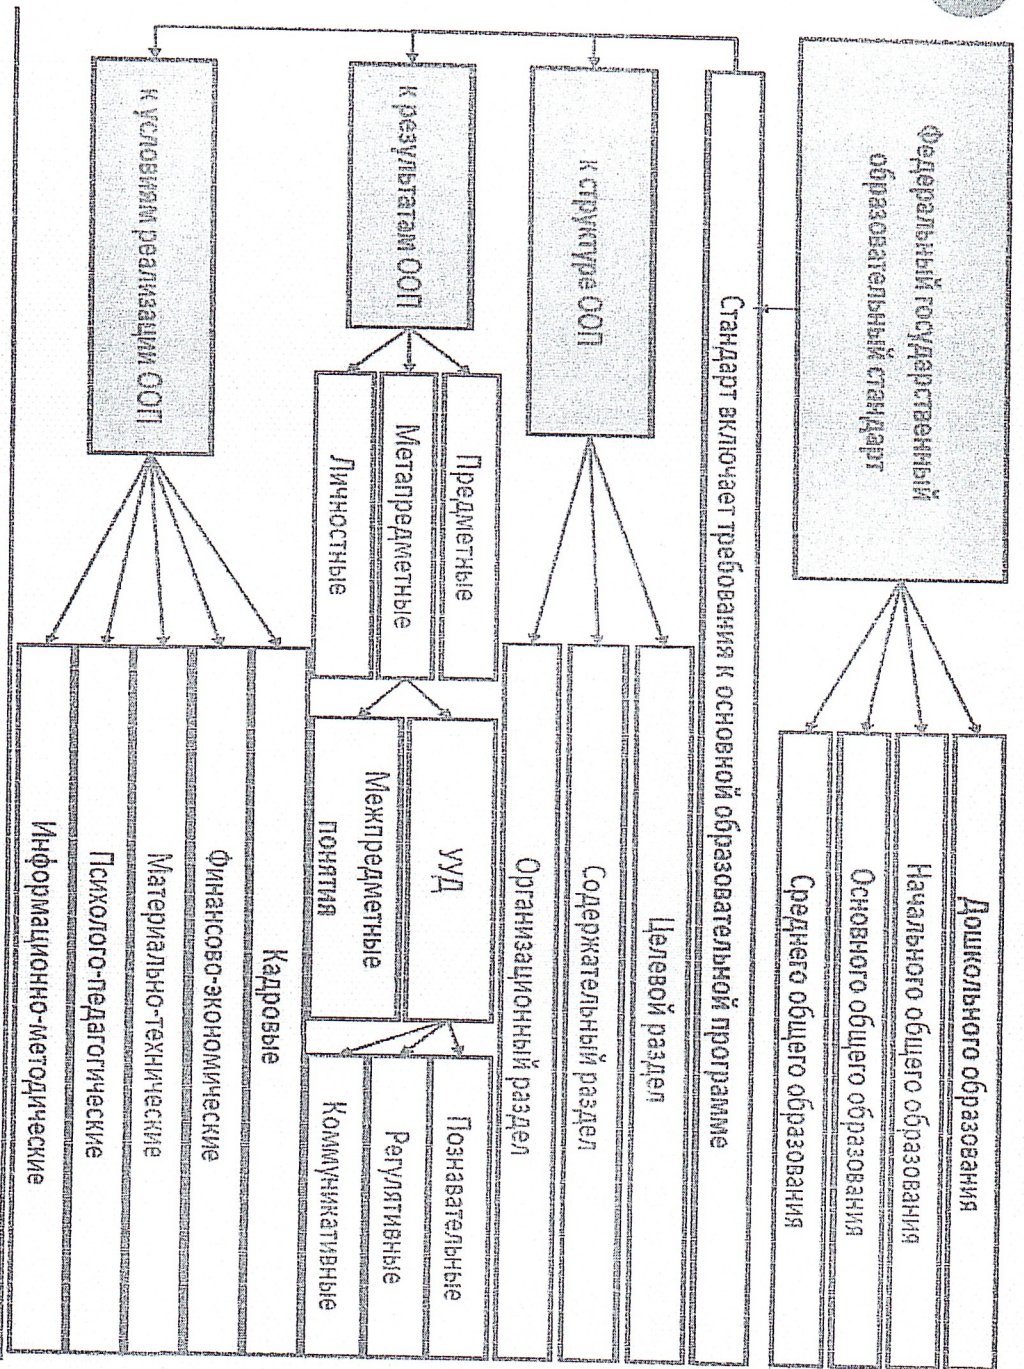 Федеральный государственный
образовательный стандарт
Дошкольного образования
Начального общего образования
Основного общего образования
Среднего общего образования
Стандарт включает требования к основной образовательной программе
к структуре ООП
Целевой раздел
Содержательный раздел
Организационный раздел
к результатам ООП
Предметные
Метапредметные
Личностные
УУД
Межпредметные
понятия
Познавательные
Регулятивные
Коммуникативные
к условиям реализации ООП
Кадровые
Финансово-экономические
Материально-технические
Психолого-педагогические
Информационно-методические